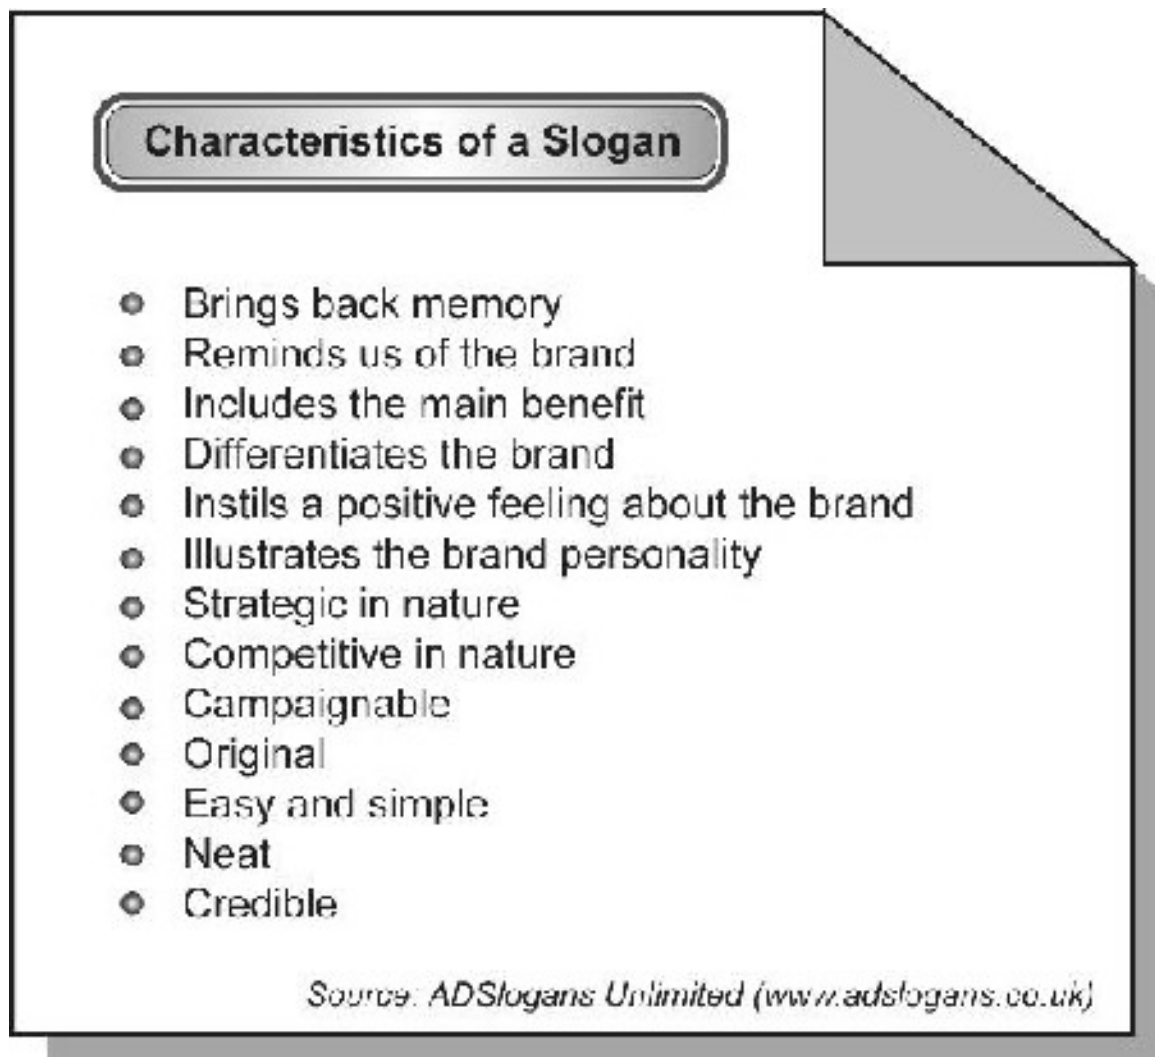 Characteristics of a Slogan
Brings back memory
Reminds us of the brand
Includes the main benefit
Differentiates the brand
Instils a positive feeling about the brand
Illustrates the brand personality
Strategic in nature
Competitive in nature
Campaignable
Original
Easy and simple
Neat
Credible
Source: ADSlogans Unlimited (www.adslogans.co.uk)